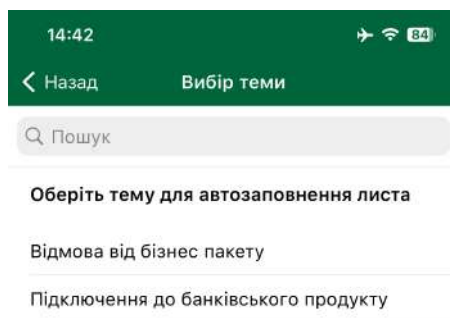 14:42
84
Назад
Вибір теми
Пошук
Оберіть тему для автозаповнення листа
Відмова від бізнес пакету
Підключення до банківського продукту